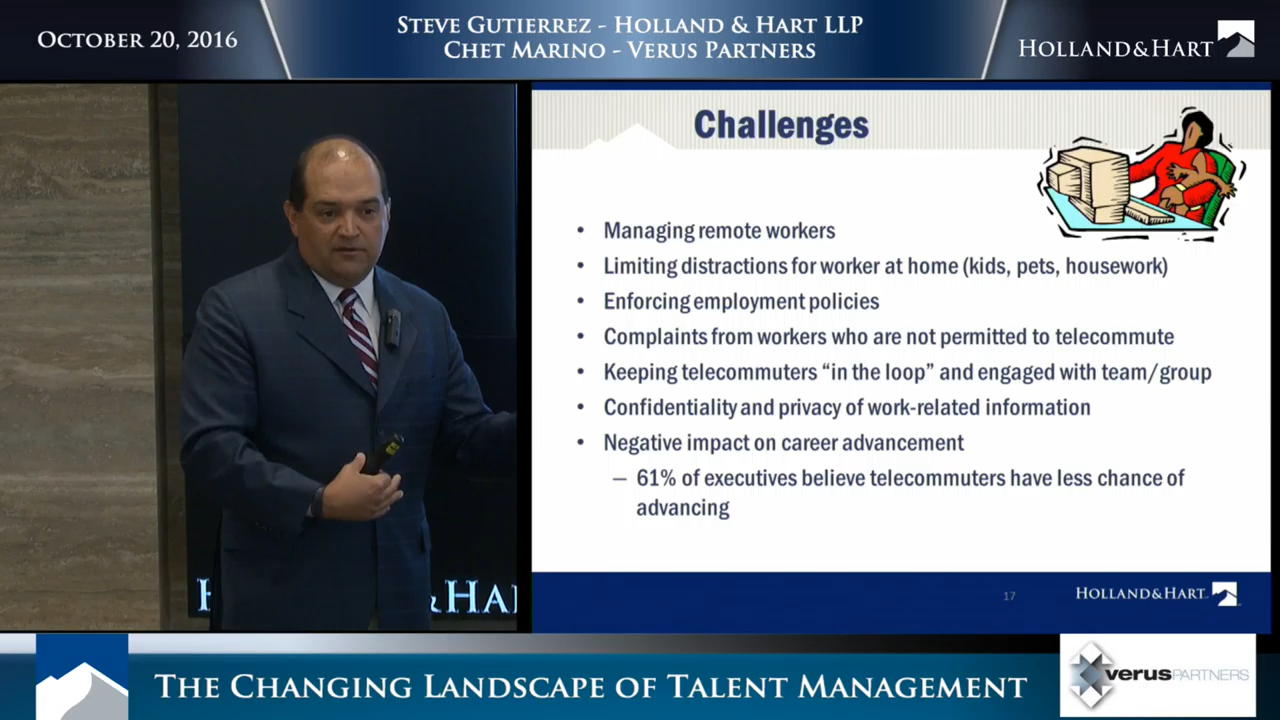 OCTOBER 20, 2016
STEVE GUTIERREZ - HOLLAND & HART LLP
CHET MARINO - VERUS PARTNERS
HOLLAND&HART
Challenges
• Managing remote workers
• Limiting distractions for worker at home (kids, pets, housework)
• Enforcing employment policies
• Complaints from workers who are not permitted to telecommute
• Keeping telecommuters “in the loop” and engaged with team/group
• Confidentiality and privacy of work-related information
• Negative impact on career advancement
– 61% of executives believe telecommuters have less chance of
advancing
17
HOLLAND&HART
&HA
THE CHANGING LANDSCAPE OF TALENT MANAGEMENT
verusPARTNERS